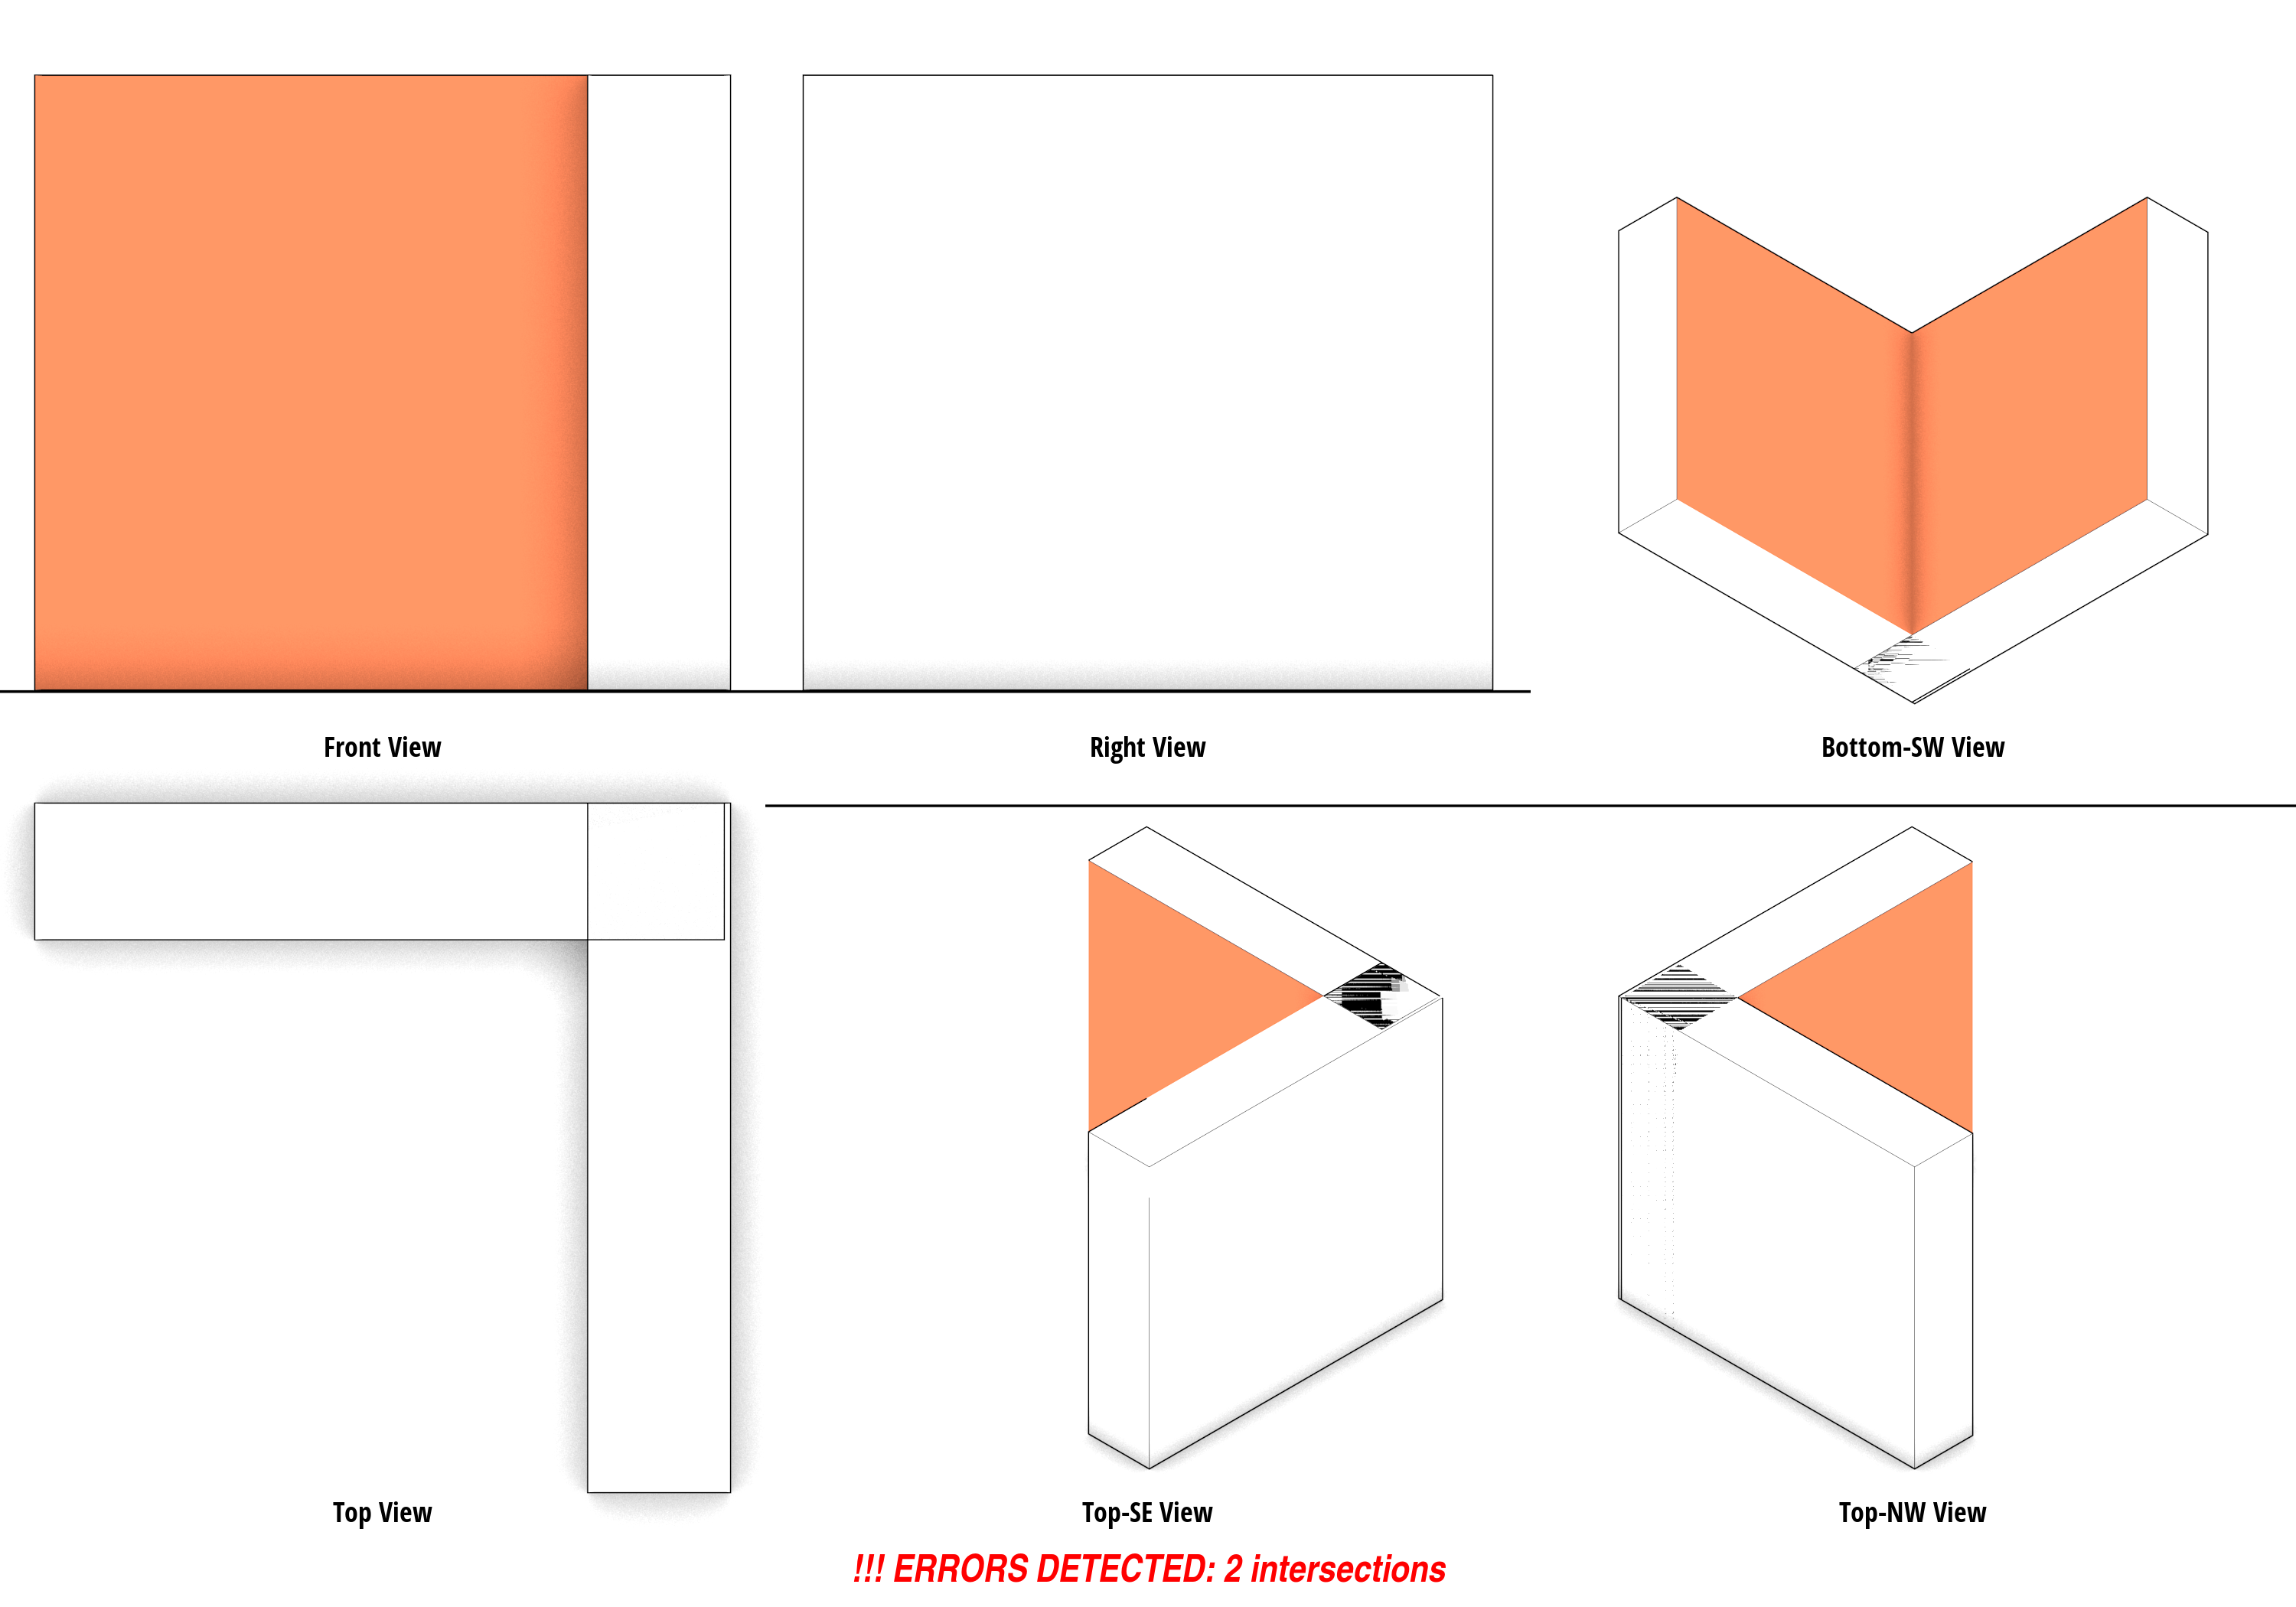 Front View
Right View
Bottom-SW View
Top View
Top-SE View
Top-NW View
!!! ERRORS DETECTED: 2 intersections